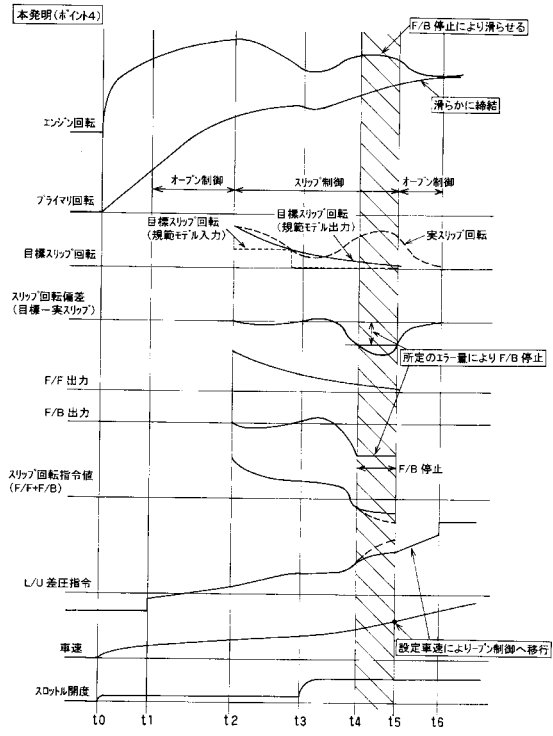 本発明(ポイント4)
F/B 停止により滑らせる
滑らかに締結
エンジン回転
オープン制御
スリップ制御
オープン制御
プライマリ回転
目標スリップ回転
(規範モデル入力)
目標スリップ回転
(規範モデル出力)
実スリップ回転
目標スリップ回転
スリップ回転偏差
(目標ー実スリップ)
所定のエラー量により F/B 停止
F/F 出力
F/B 出力
F/B 停止
スリップ回転指令値
(F/F+F/B)
L/U 差圧指令
設定車速によりープン制御へ移行
車速
スロットル開度
t0 t1 t2 t3 t4 t5 t6